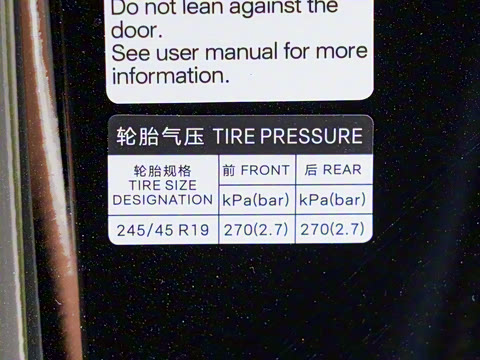 Do not lean against the
door.
See user manual for more
information.
轮胎气压 TIRE PRESSURE
轮胎规格
TIRE SIZE
DESIGNATION
前 FRONT
后 REAR
kPa(bar)
kPa(bar)
245/45 R19
270(2.7)
270(2.7)